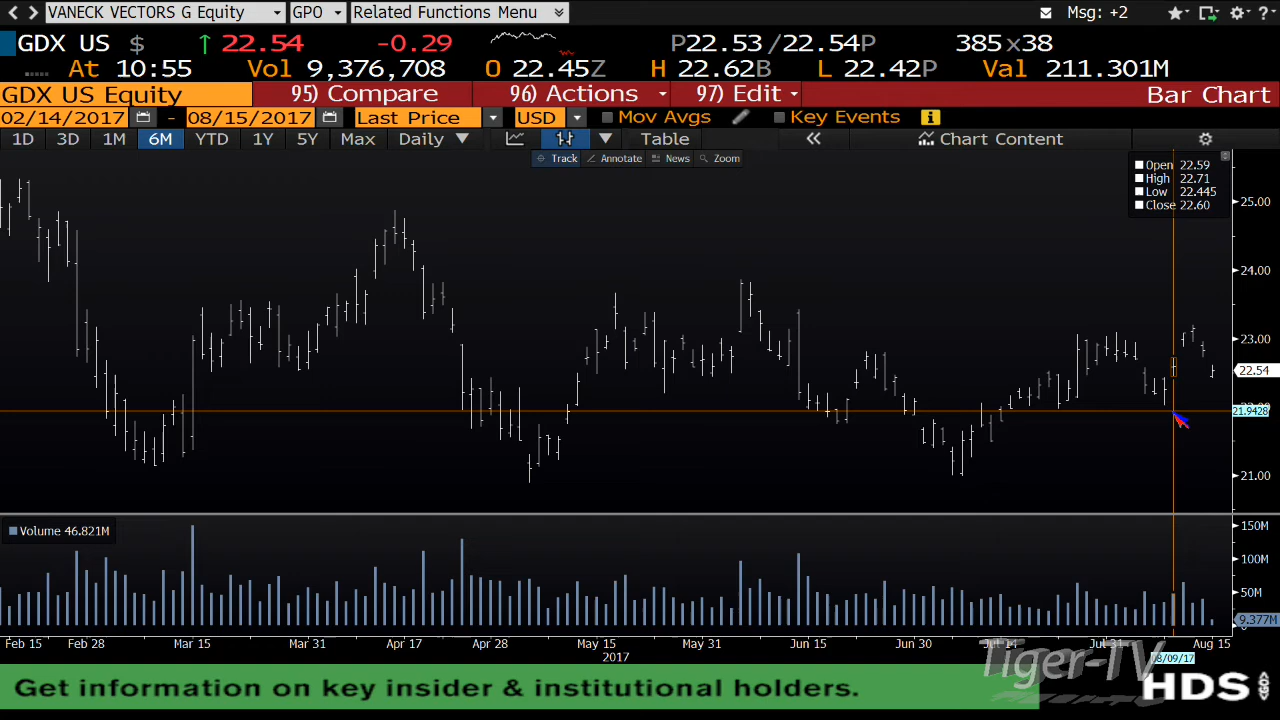 VANECK VECTORS G Equity GPO Related Functions Menu Msg: +2
GDX US $ ↑ 22.54 -0.29 P22.53 /22.54P 385x38
At 10:55 Vol 9,376,708 O 22.45Z H 22.62B L 22.42P Val 211.301M
GDX US Equity 95) Compare 96) Actions 97) Edit Bar Chart
02/14/2017 - 08/15/2017 Last Price USD Mov Avgs Key Events
1D 3D 1M 6M YTD 1Y 5Y Max Daily Table « Chart Content
Track Annotate News Zoom
Open 22.59
High 22.71
Low 22.445
Close 22.60
25.00
24.00
23.00
22.54
21.9428
21.00
Volume 46.821M
150M
100M
50M
9.377M
Feb 15 Feb 28 Mar 15 Mar 31 Apr 17 Apr 28 May 15 May 31 Jun 15 Jun 30 Jul 14 Jul 31 Aug 15
2017 08/09/17
Tiger-TV
Get information on key insider & institutional holders. HDS <GO>